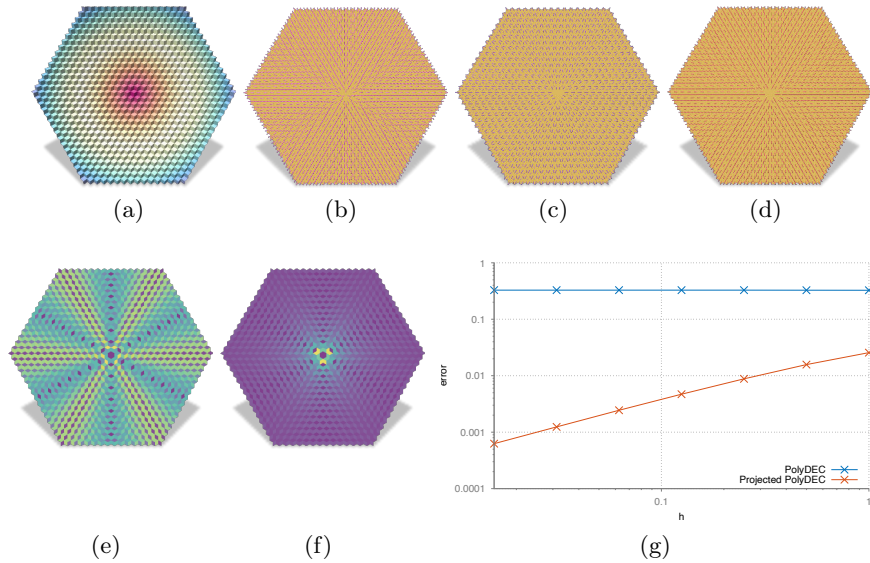 (a) (b) (c) (d)
1
0.1
error
0.01
0.001
PolyDEC
Projected PolyDEC
0.0001
0.1 1
h
(e) (f) (g)